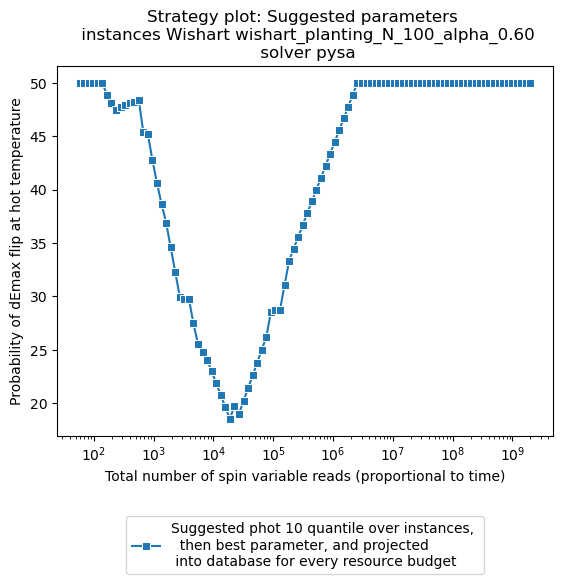 Strategy plot: Suggested parameters
instances Wishart wishart_planting_N_100_alpha_0.60
solver pysa
50
45
40
35
30
25
20
Probability of dEmax flip at hot temperature
10² 10³ 10⁴ 10⁵ 10⁶ 10⁷ 10⁸ 10⁹
Total number of spin variable reads (proportional to time)
Suggested phot 10 quantile over instances,
then best parameter, and projected
into database for every resource budget